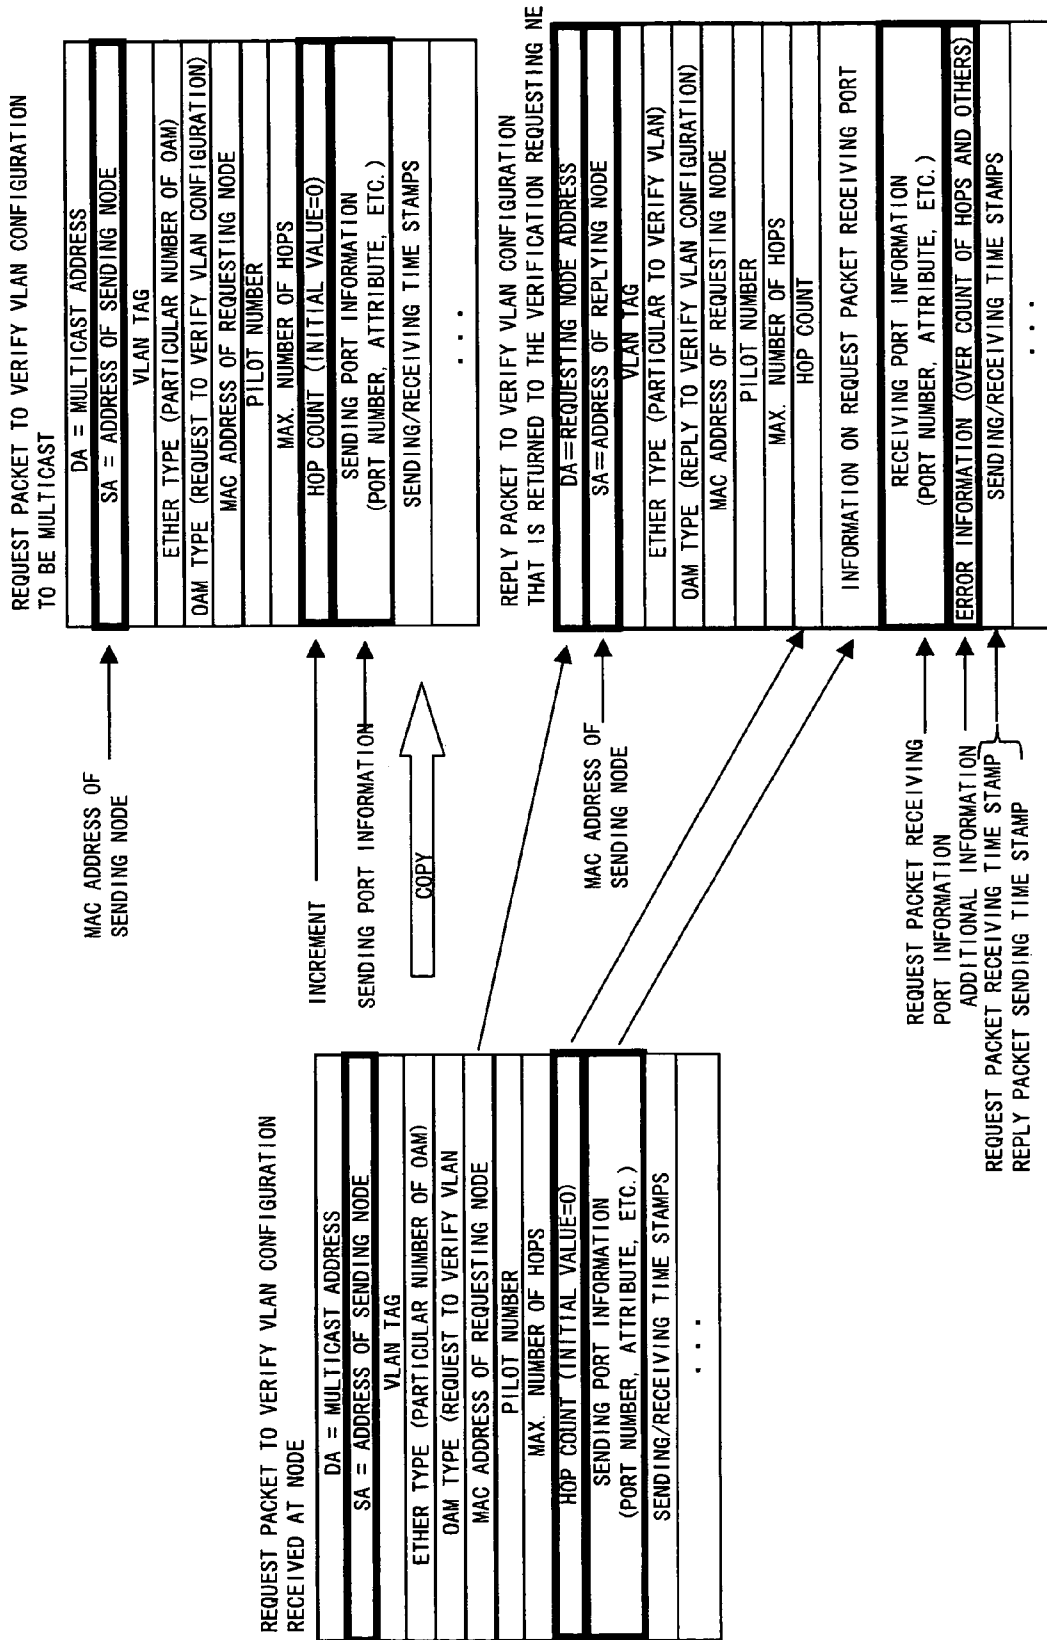 REQUEST PACKET TO VERIFY VLAN CONFIGURATION
RECEIVED AT NODE
DA = MULTICAST ADDRESS
SA = ADDRESS OF SENDING NODE
VLAN TAG
ETHER TYPE (PARTICULAR NUMBER OF OAM)
OAM TYPE (REQUEST TO VERIFY VLAN
MAC ADDRESS OF REQUESTING NODE
PILOT NUMBER
MAX. NUMBER OF HOPS
HOP COUNT (INITIAL VALUE=0)
SENDING PORT INFORMATION
(PORT NUMBER, ATTRIBUTE, ETC.)
SENDING/RECEIVING TIME STAMPS
. . .
MAC ADDRESS OF
SENDING NODE
INCREMENT
SENDING PORT INFORMATION
COPY
REQUEST PACKET TO VERIFY VLAN CONFIGURATION
TO BE MULTICAST
DA = MULTICAST ADDRESS
SA = ADDRESS OF SENDING NODE
VLAN TAG
ETHER TYPE (PARTICULAR NUMBER OF OAM)
OAM TYPE (REQUEST TO VERIFY VLAN CONFIGURATION)
MAC ADDRESS OF REQUESTING NODE
PILOT NUMBER
MAX. NUMBER OF HOPS
HOP COUNT (INITIAL VALUE=0)
SENDING PORT INFORMATION
(PORT NUMBER, ATTRIBUTE, ETC.)
SENDING/RECEIVING TIME STAMPS
. . .
MAC ADDRESS OF
SENDING NODE
REQUEST PACKET RECEIVING
PORT INFORMATION
ADDITIONAL INFORMATION
REQUEST PACKET RECEIVING TIME STAMP
REPLY PACKET SENDING TIME STAMP
REPLY PACKET TO VERIFY VLAN CONFIGURATION
THAT IS RETURNED TO THE VERIFICATION REQUESTING NE
DA=REQUESTING NODE ADDRESS
SA=ADDRESS OF REPLYING NODE
VLAN TAG
ETHER TYPE (PARTICULAR TO VERIFY VLAN)
OAM TYPE (REPLY TO VERIFY VLAN CONFIGURATION)
MAC ADDRESS OF REQUESTING NODE
PILOT NUMBER
MAX. NUMBER OF HOPS
HOP COUNT
INFORMATION ON REQUEST PACKET RECEIVING PORT
RECEIVING PORT INFORMATION
(PORT NUMBER, ATTRIBUTE, ETC.)
ERROR INFORMATION (OVER COUNT OF HOPS AND OTHERS)
SENDING/RECEIVING TIME STAMPS
. . .